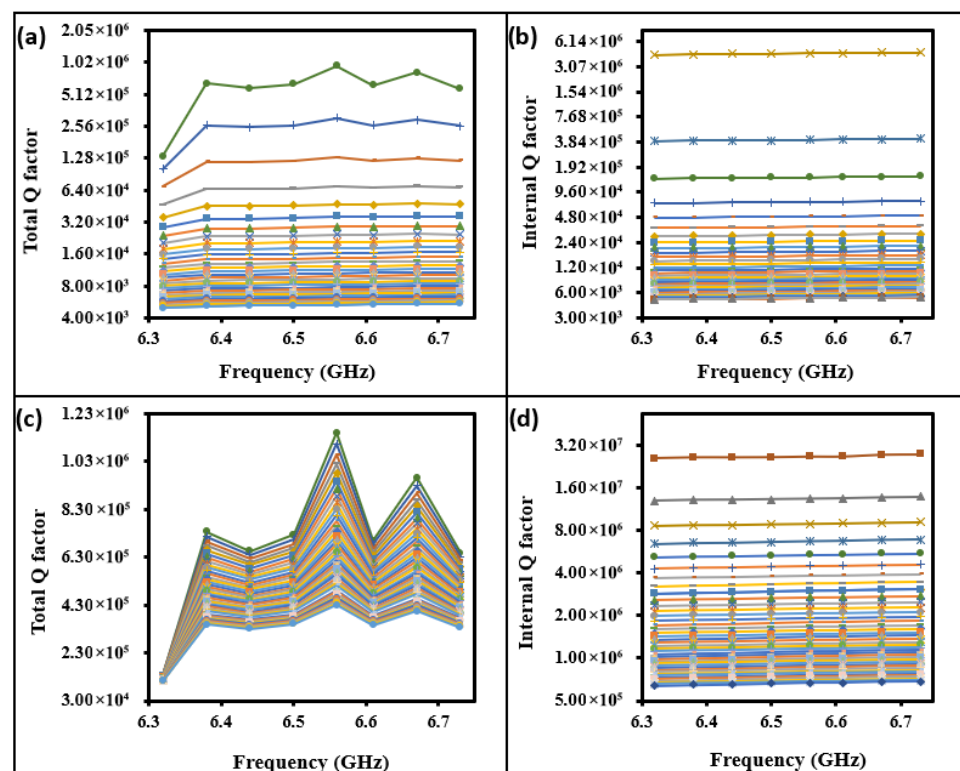 (a)
Total Q factor
2.05×10⁶
1.02×10⁶
5.12×10⁵
2.56×10⁵
1.28×10⁵
6.40×10⁴
3.20×10⁴
1.60×10⁴
8.00×10³
4.00×10³
6.3 6.4 6.5 6.6 6.7
Frequency (GHz)
(b)
Internal Q factor
6.14×10⁶
3.07×10⁶
1.54×10⁶
7.68×10⁵
3.84×10⁵
1.92×10⁵
9.60×10⁴
4.80×10⁴
2.40×10⁴
1.20×10⁴
6.00×10³
3.00×10³
6.3 6.4 6.5 6.6 6.7
Frequency (GHz)
(c)
Total Q factor
1.23×10⁶
1.03×10⁶
8.30×10⁵
6.30×10⁵
4.30×10⁵
2.30×10⁵
3.00×10⁴
6.3 6.4 6.5 6.6 6.7
Frequency (GHz)
(d)
Internal Q factor
3.20×10⁷
1.60×10⁷
8.00×10⁶
4.00×10⁶
2.00×10⁶
1.00×10⁶
5.00×10⁵
6.3 6.4 6.5 6.6 6.7
Frequency (GHz)